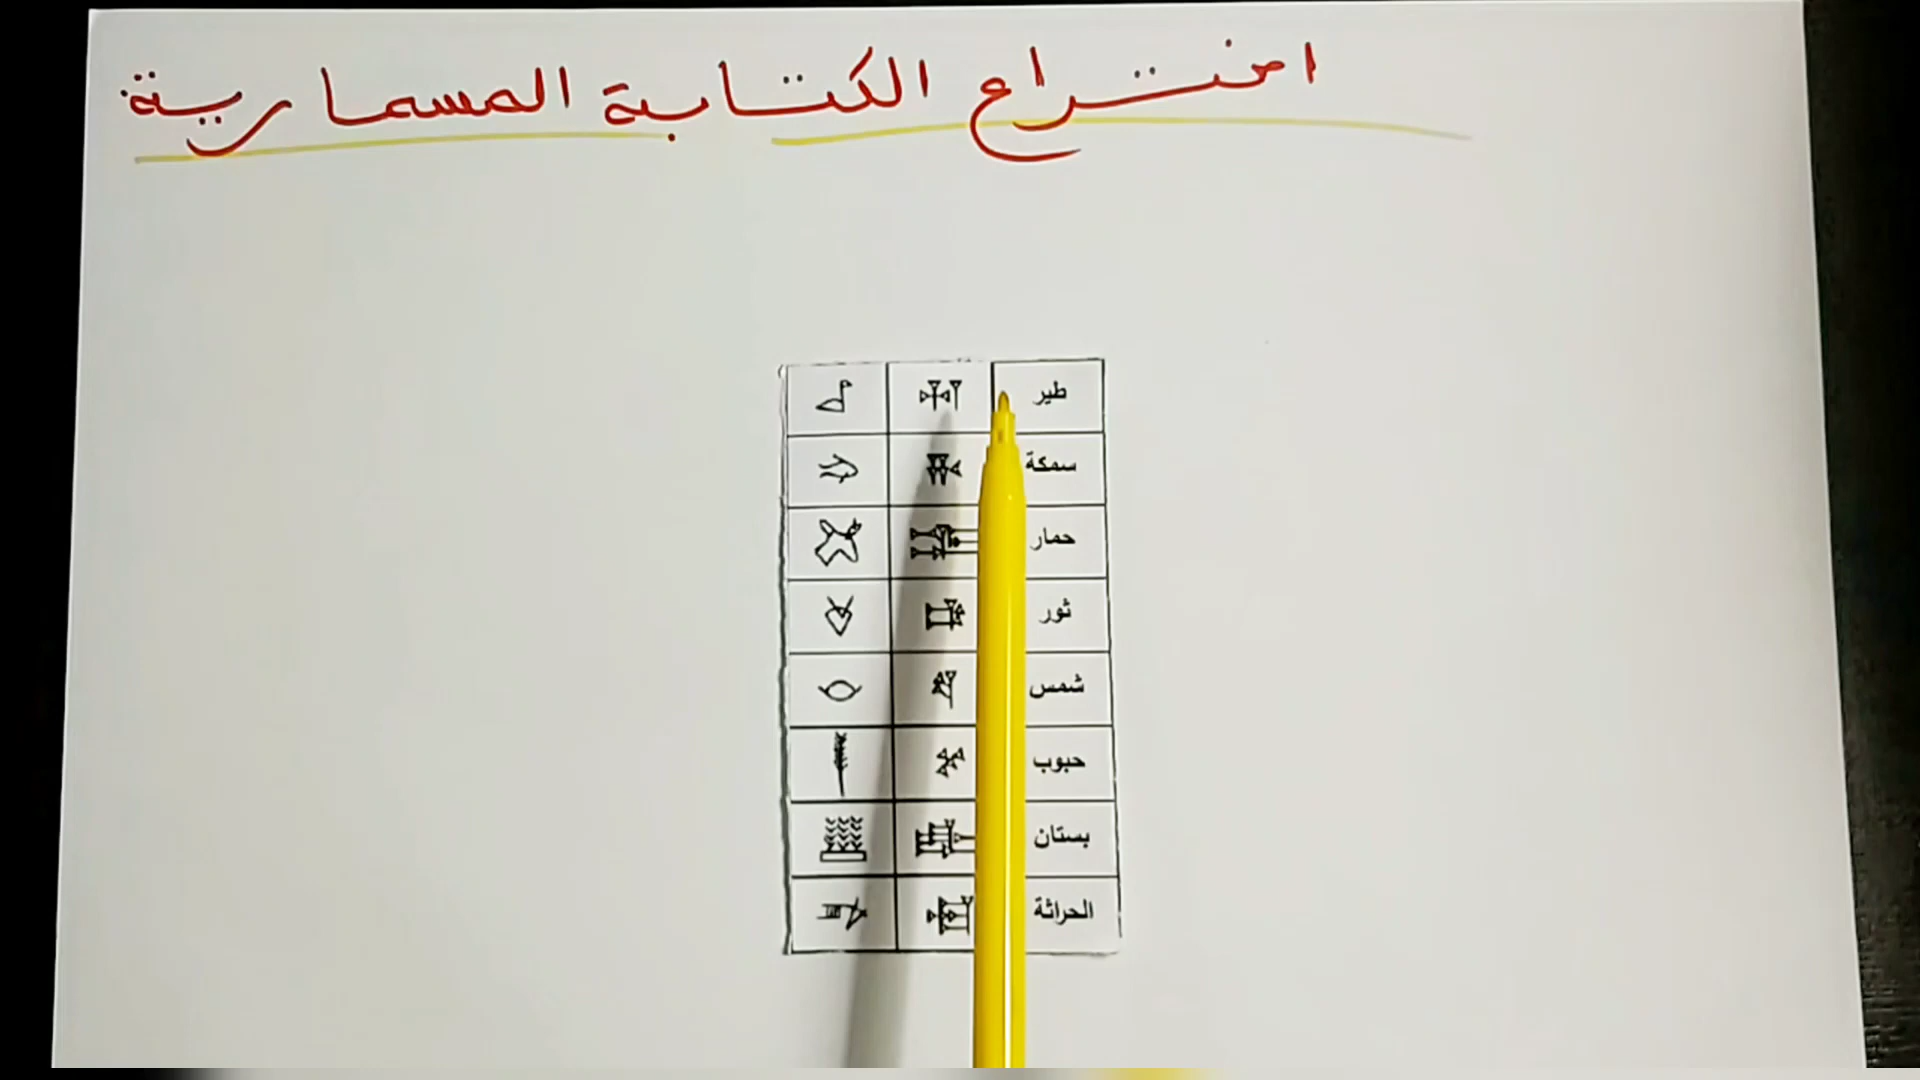 اختراع الكتابة المسمارية
طير
سمكة
حمار
ثور
شمس
حبوب
بستان
الحراثة